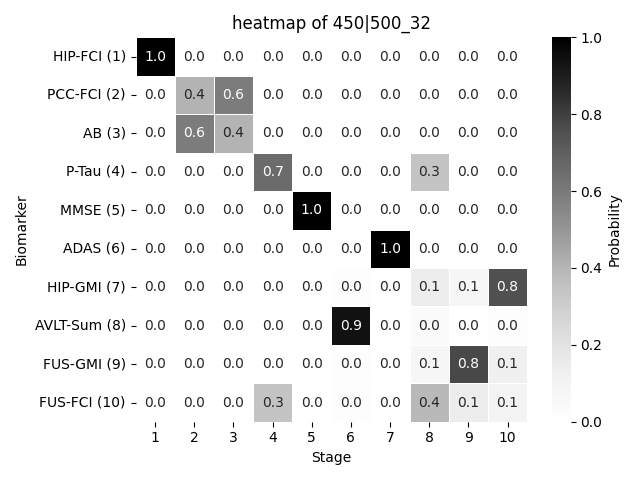 heatmap of 450|500_32
HIP-FCI (1) 1.0 0.0 0.0 0.0 0.0 0.0 0.0 0.0 0.0 0.0
PCC-FCI (2) 0.0 0.4 0.6 0.0 0.0 0.0 0.0 0.0 0.0 0.0
AB (3) 0.0 0.6 0.4 0.0 0.0 0.0 0.0 0.0 0.0 0.0
P-Tau (4) 0.0 0.0 0.0 0.7 0.0 0.0 0.0 0.3 0.0 0.0
MMSE (5) 0.0 0.0 0.0 0.0 1.0 0.0 0.0 0.0 0.0 0.0
ADAS (6) 0.0 0.0 0.0 0.0 0.0 0.0 1.0 0.0 0.0 0.0
HIP-GMI (7) 0.0 0.0 0.0 0.0 0.0 0.0 0.0 0.1 0.1 0.8
AVLT-Sum (8) 0.0 0.0 0.0 0.0 0.0 0.9 0.0 0.0 0.0 0.0
FUS-GMI (9) 0.0 0.0 0.0 0.0 0.0 0.0 0.0 0.1 0.8 0.1
FUS-FCI (10) 0.0 0.0 0.0 0.3 0.0 0.0 0.0 0.4 0.1 0.1
1 2 3 4 5 6 7 8 9 10
Stage
Biomarker
1.0
0.8
0.6
0.4
0.2
0.0
Probability